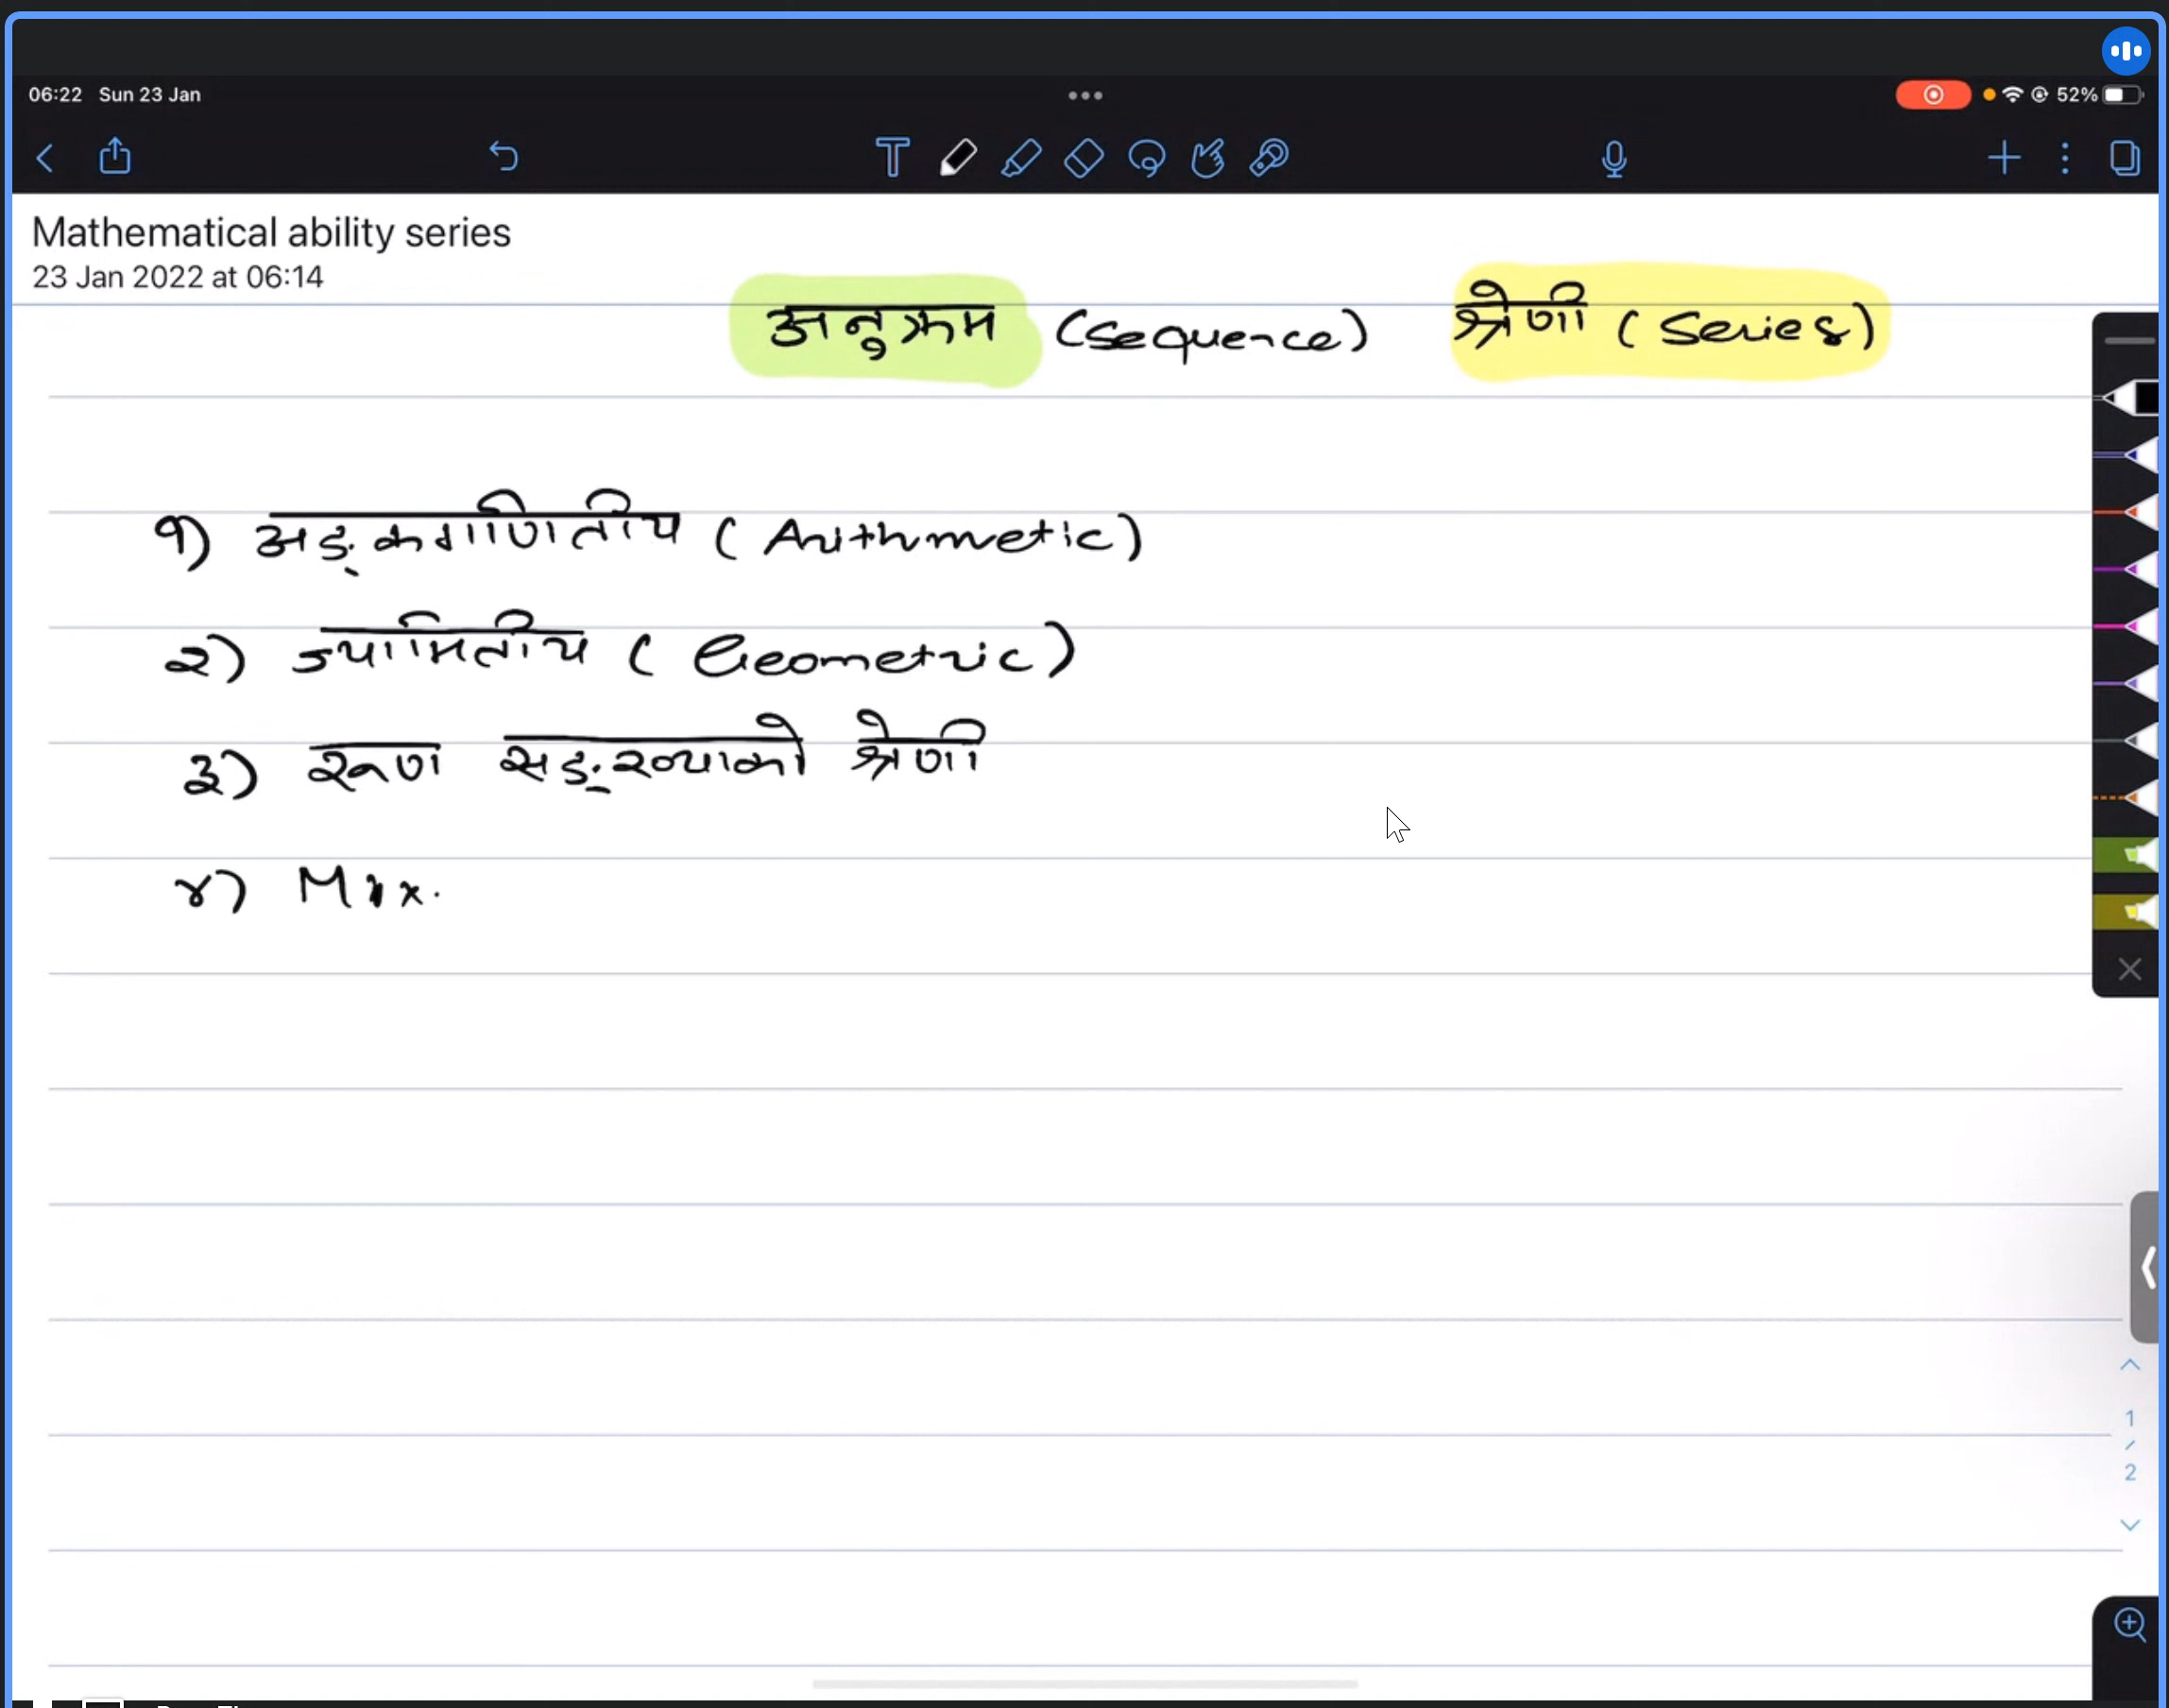 06:22 Sun 23 Jan
52%
Mathematical ability series
23 Jan 2022 at 06:14
अनुक्रम (Sequence) श्रेणी (Series)
१) अङ्कगणितीय (Arithmetic)
२) ज्यामितीय (Geometric)
३) रूण सङ्ख्याको श्रेणी
४) Mix.
1
/
2